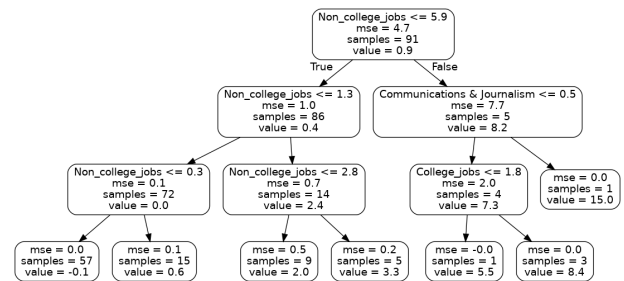 Non_college_jobs <= 5.9
mse = 4.7
samples = 91
value = 0.9
True
False
Non_college_jobs <= 1.3
mse = 1.0
samples = 86
value = 0.4
Communications & Journalism <= 0.5
mse = 7.7
samples = 5
value = 8.2
Non_college_jobs <= 0.3
mse = 0.1
samples = 72
value = 0.0
Non_college_jobs <= 2.8
mse = 0.7
samples = 14
value = 2.4
College_jobs <= 1.8
mse = 2.0
samples = 4
value = 7.3
mse = 0.0
samples = 1
value = 15.0
mse = 0.0
samples = 57
value = -0.1
mse = 0.1
samples = 15
value = 0.6
mse = 0.5
samples = 9
value = 2.0
mse = 0.2
samples = 5
value = 3.3
mse = -0.0
samples = 1
value = 5.5
mse = 0.0
samples = 3
value = 8.4